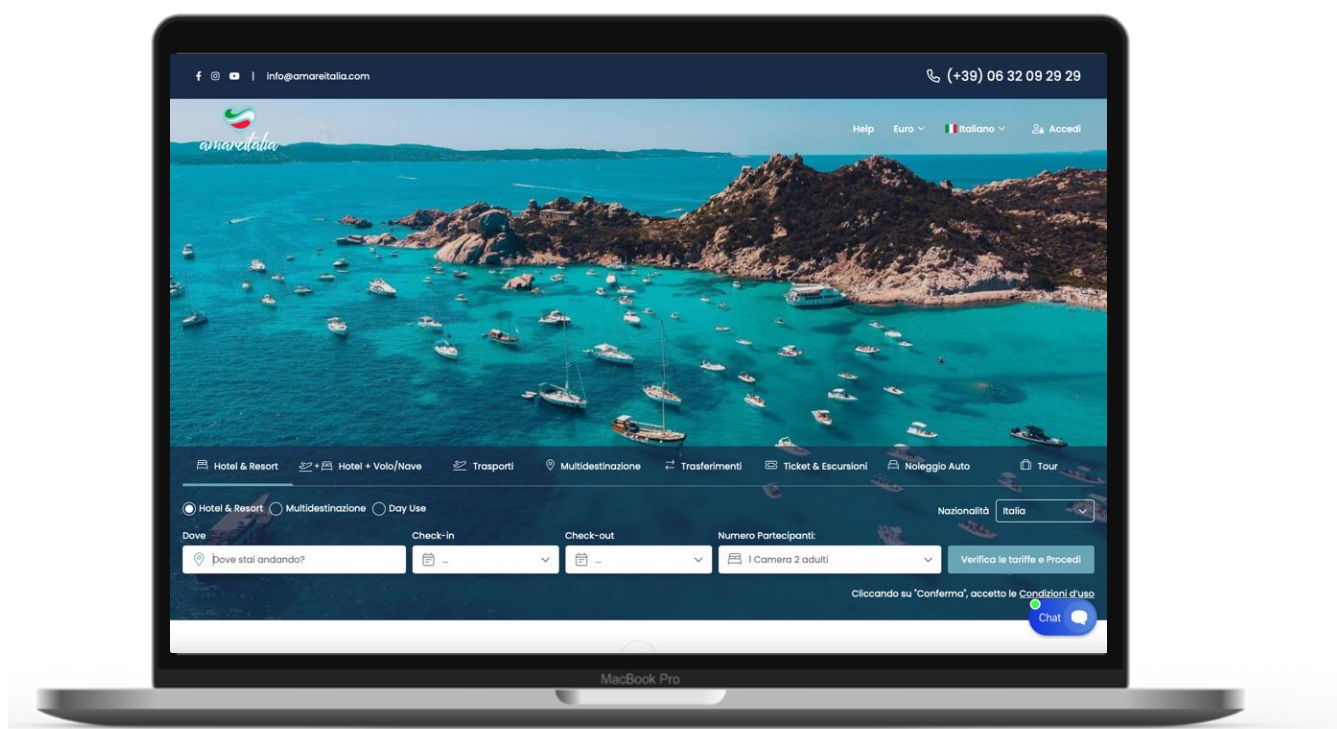 info@amareitalia.com
(+39) 06 32 09 29 29
amareitalia
Help Euro Italiano Accedi
Hotel & Resort + Hotel + Volo/Nave Trasporti Multidestinazione Trasferimenti Ticket & Escursioni Noleggio Auto Tour
Hotel & Resort Multidestinazione Day Use Nazionalità Italia
Dove Check-in Check-out Numero Partecipanti:
Dove stai andando? ... ... 1 Camera 2 adulti Verifica le tariffe e Procedi
Cliccando su "Conferma", accetto le Condizioni d'uso
Chat
MacBook Pro